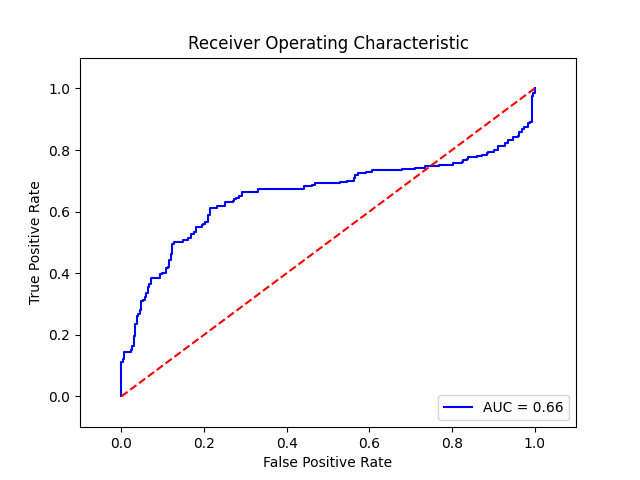 Receiver Operating Characteristic
True Positive Rate
1.0
0.8
0.6
0.4
0.2
0.0
0.0 0.2 0.4 0.6 0.8 1.0
False Positive Rate
AUC = 0.66